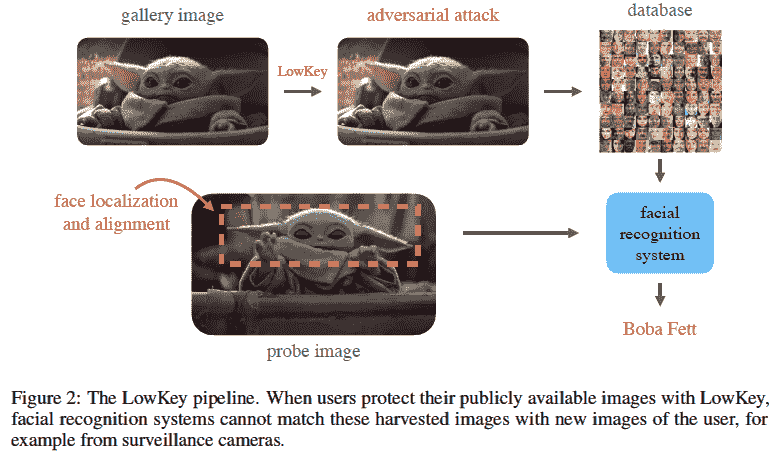 gallery image
adversarial attack
database
LowKey
face localization
and alignment
facial
recognition
system
Boba Fett
probe image
Figure 2: The LowKey pipeline. When users protect their publicly available images with LowKey,
facial recognition systems cannot match these harvested images with new images of the user, for
example from surveillance cameras.